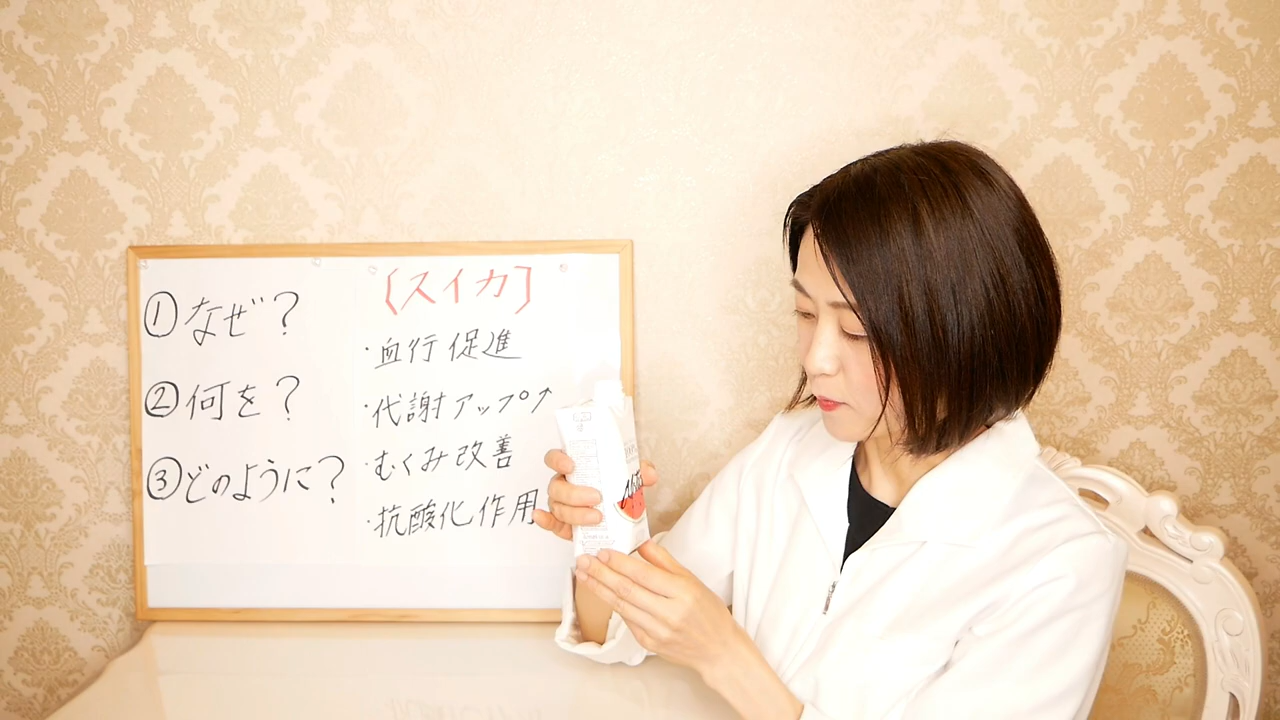 ①なぜ?
②何を?
③どのように?
[スイカ]
・血行促進
・代謝アップ↑
・むくみ改善
・抗酸化作用